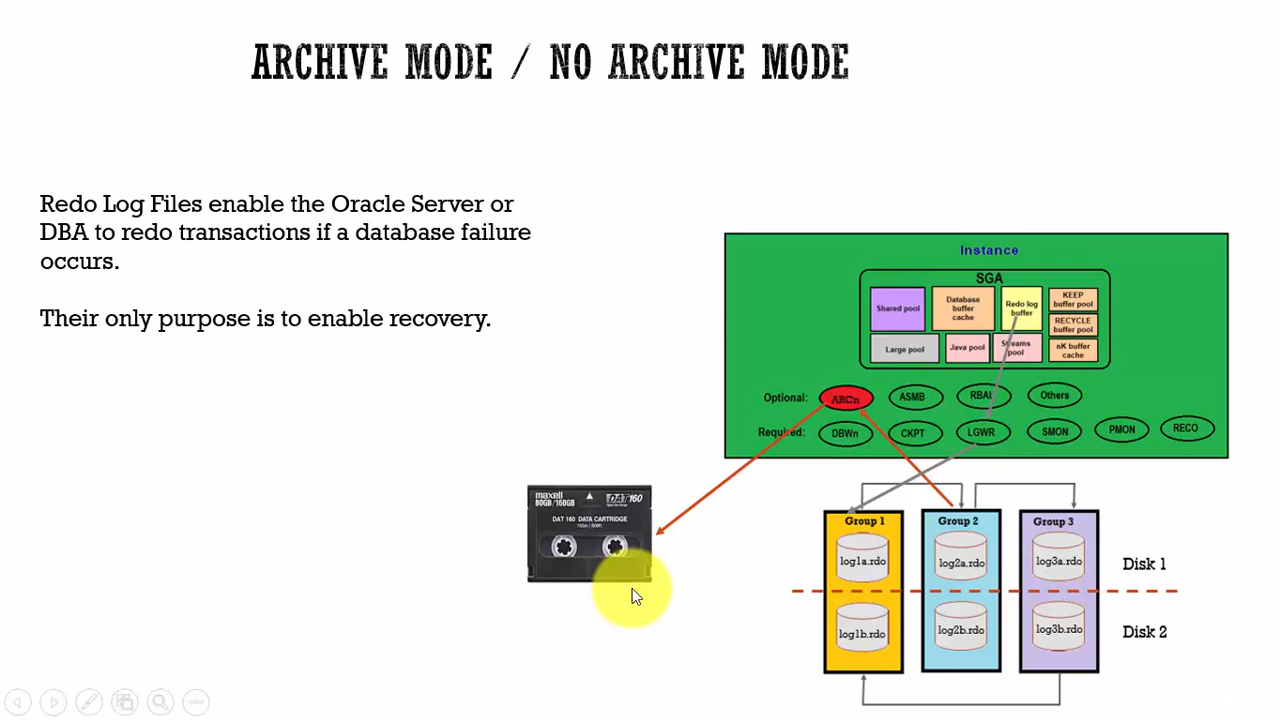 ARCHIVE MODE / NO ARCHIVE MODE
Redo Log Files enable the Oracle Server or
DBA to redo transactions if a database failure
occurs.
Their only purpose is to enable recovery.
Instance
SGA
Shared pool
Database
buffer
cache
Redo log
buffer
KEEP
buffer pool
RECYCLE
buffer pool
nK buffer
cache
Large pool
Java pool
Streams
pool
Optional:
ARCn
ASMB
RBAL
Others
Required:
DBWn
CKPT
LGWR
SMON
PMON
RECO
maxell
80GB/160GB
DAT 160
DAT 160 DATA CARTRIDGE
Group 1
Group 2
Group 3
log1a.rdo
log2a.rdo
log3a.rdo
Disk 1
log1b.rdo
log2b.rdo
log3b.rdo
Disk 2